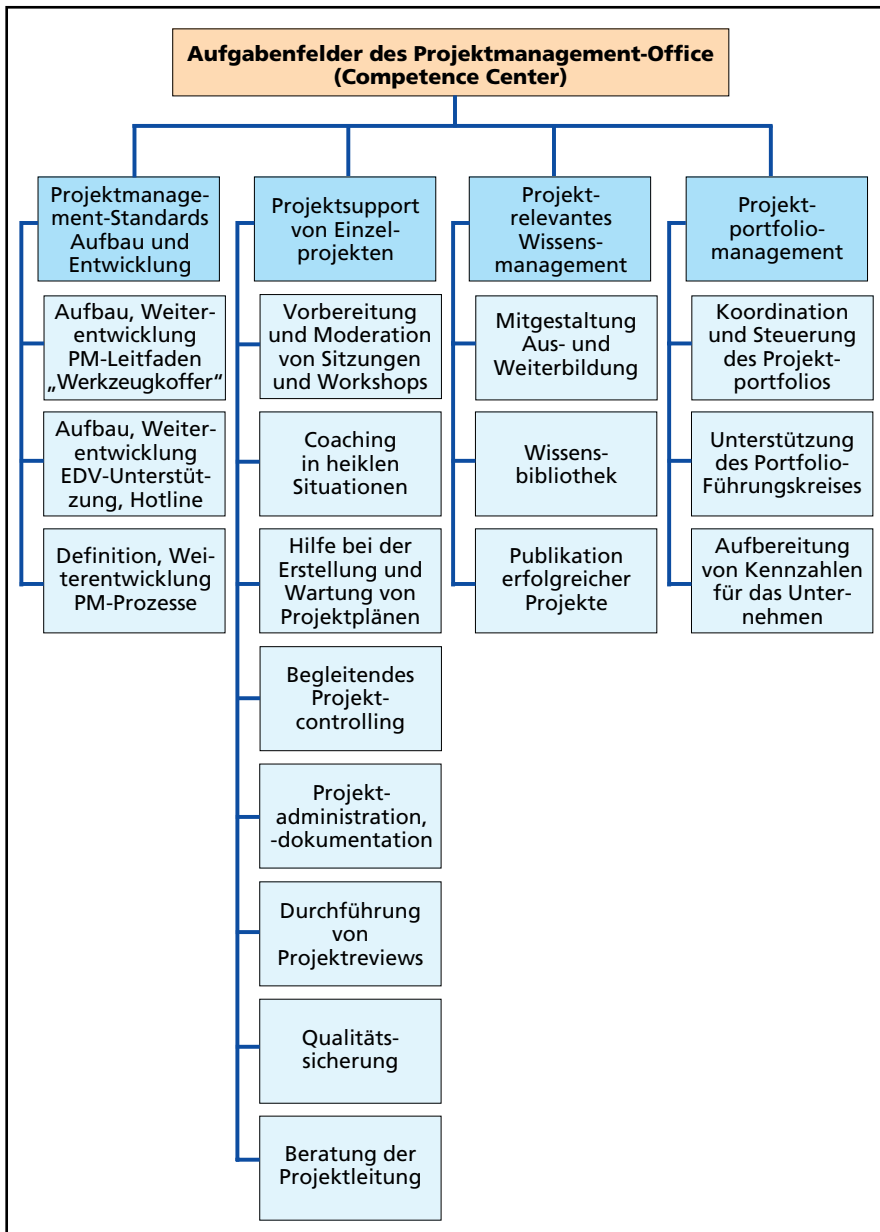 Aufgabenfelder des Projektmanagement-Office
(Competence Center)
Projektmanage-
ment-Standards
Aufbau und
Entwicklung
Aufbau, Weiter-
entwicklung
PM-Leitfaden
„Werkzeugkoffer“
Aufbau, Weiter-
entwicklung
EDV-Unterstüt-
zung, Hotline
Definition, Wei-
terentwicklung
PM-Prozesse
Projektsupport
von Einzel-
projekten
Vorbereitung
und Moderation
von Sitzungen
und Workshops
Coaching
in heiklen
Situationen
Hilfe bei der
Erstellung und
Wartung von
Projektplänen
Begleitendes
Projekt-
controlling
Projekt-
administration,
-dokumentation
Durchführung
von
Projektreviews
Qualitäts-
sicherung
Beratung der
Projektleitung
Projekt-
relevantes
Wissens-
management
Mitgestaltung
Aus- und
Weiterbildung
Wissens-
bibliothek
Publikation
erfolgreicher
Projekte
Projekt-
portfolio-
management
Koordination
und Steuerung
des Projekt-
portfolios
Unterstützung
des Portfolio-
Führungskreises
Aufbereitung
von Kennzahlen
für das Unter-
nehmen